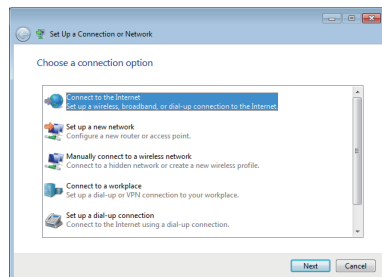 Set Up a Connection or Network
Choose a connection option
Connect to the Internet
Set up a wireless, broadband, or dial-up connection to the Internet.
Set up a new network
Configure a new router or access point.
Manually connect to a wireless network
Connect to a hidden network or create a new wireless profile.
Connect to a workplace
Set up a dial-up or VPN connection to your workplace.
Set up a dial-up connection
Connect to the Internet using a dial-up connection.
Next Cancel